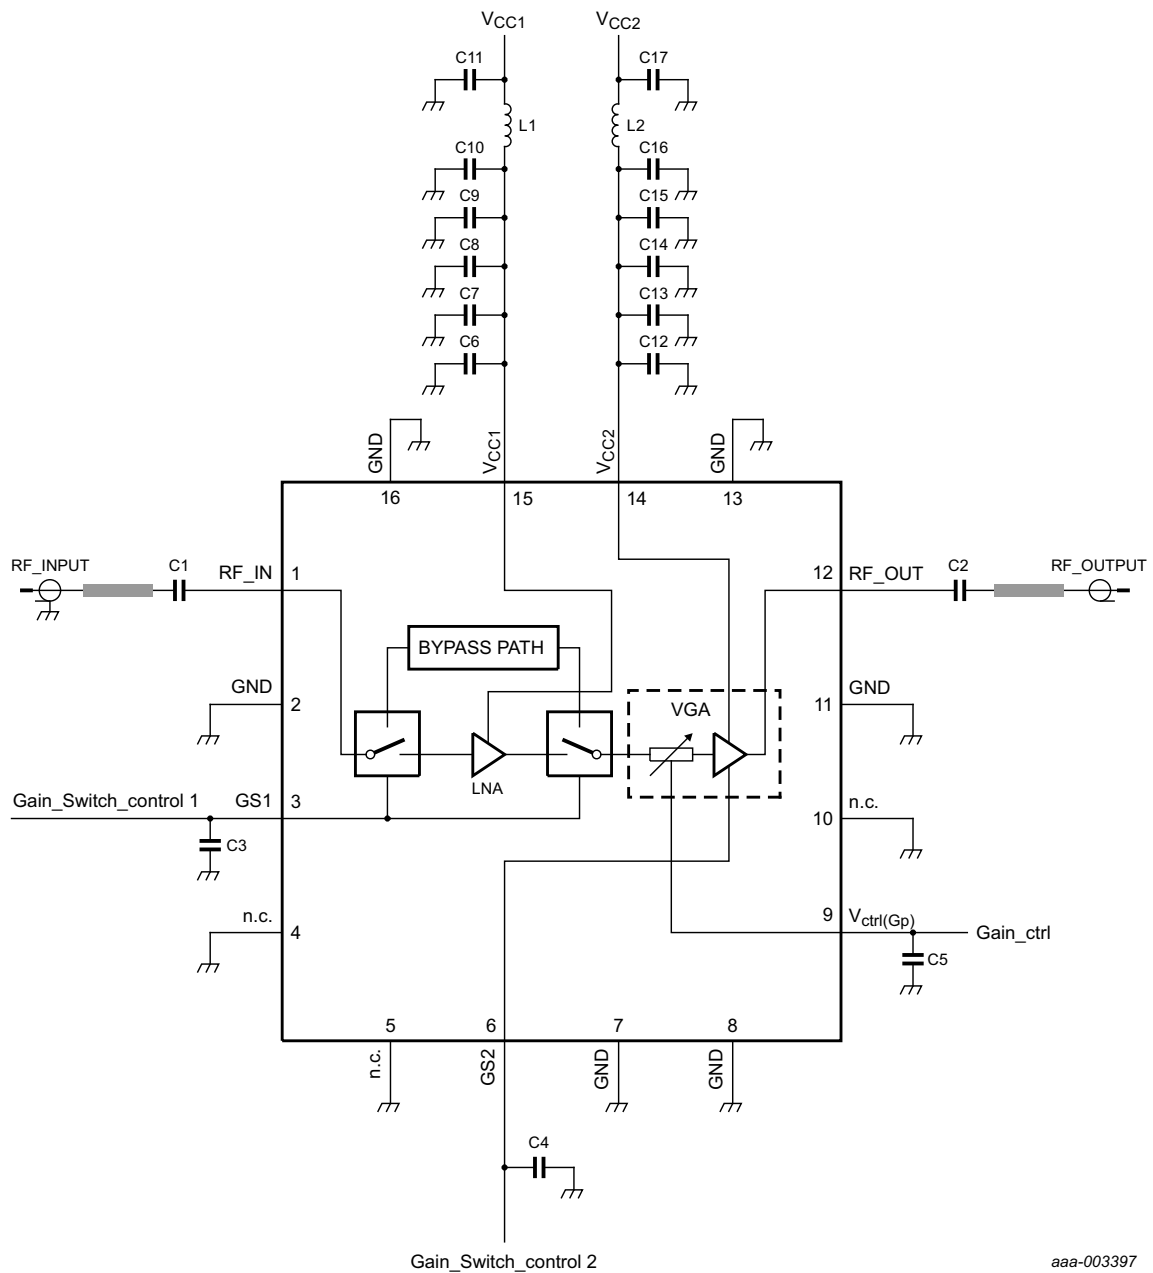 VCC1
VCC2
C11
C17
L1
L2
C10
C16
C9
C15
C8
C14
C7
C13
C6
C12
GND
VCC1
VCC2
GND
16
15
14
13
RF_INPUT
C1
RF_IN
1
12
RF_OUT
C2
RF_OUTPUT
BYPASS PATH
GND
2
VGA
11
GND
LNA
Gain_Switch_control 1
GS1
3
n.c.
10
C3
n.c.
4
9
Vctrl(Gp)
Gain_ctrl
C5
5
6
7
8
n.c.
GS2
GND
GND
C4
Gain_Switch_control 2
aaa-003397